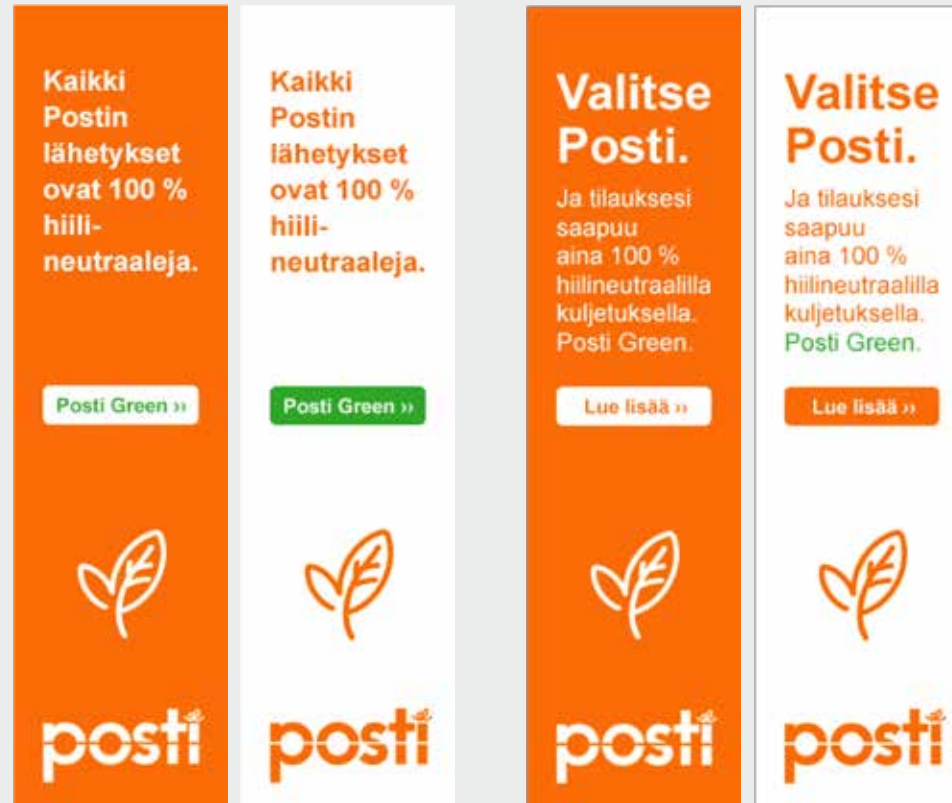 Kaikki
Postin
lähetykset
ovat 100 %
hiili-
neutraaleja.
Posti Green ››
posti
Kaikki
Postin
lähetykset
ovat 100 %
hiili-
neutraaleja.
Posti Green ››
posti
Valitse
Posti.
Ja tilauksesi
saapuu
aina 100 %
hiilineutraalilla
kuljetuksella.
Posti Green.
Lue lisää ››
posti
Valitse
Posti.
Ja tilauksesi
saapuu
aina 100 %
hiilineutraalilla
kuljetuksella.
Posti Green.
Lue lisää ››
posti